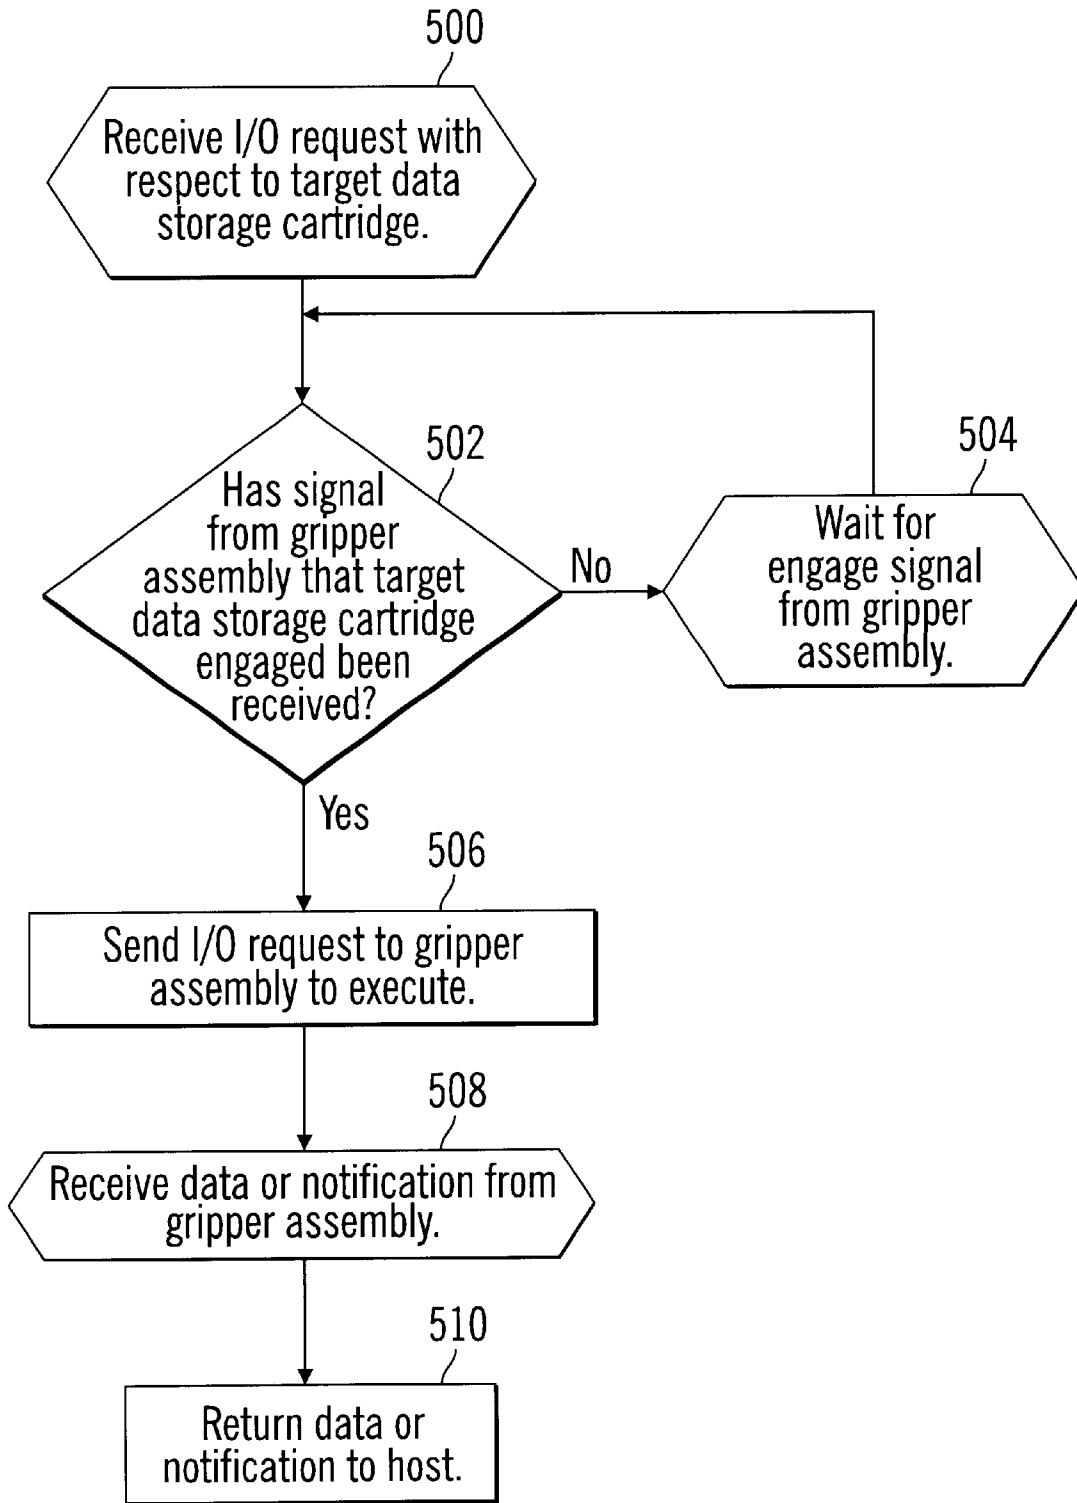 500
Receive I/O request with
respect to target data
storage cartridge.
502
Has signal
from gripper
assembly that target
data storage cartridge
engaged been
received?
No
504
Wait for
engage signal
from gripper
assembly.
Yes
506
Send I/O request to gripper
assembly to execute.
508
Receive data or notification from
gripper assembly.
510
Return data or
notification to host.